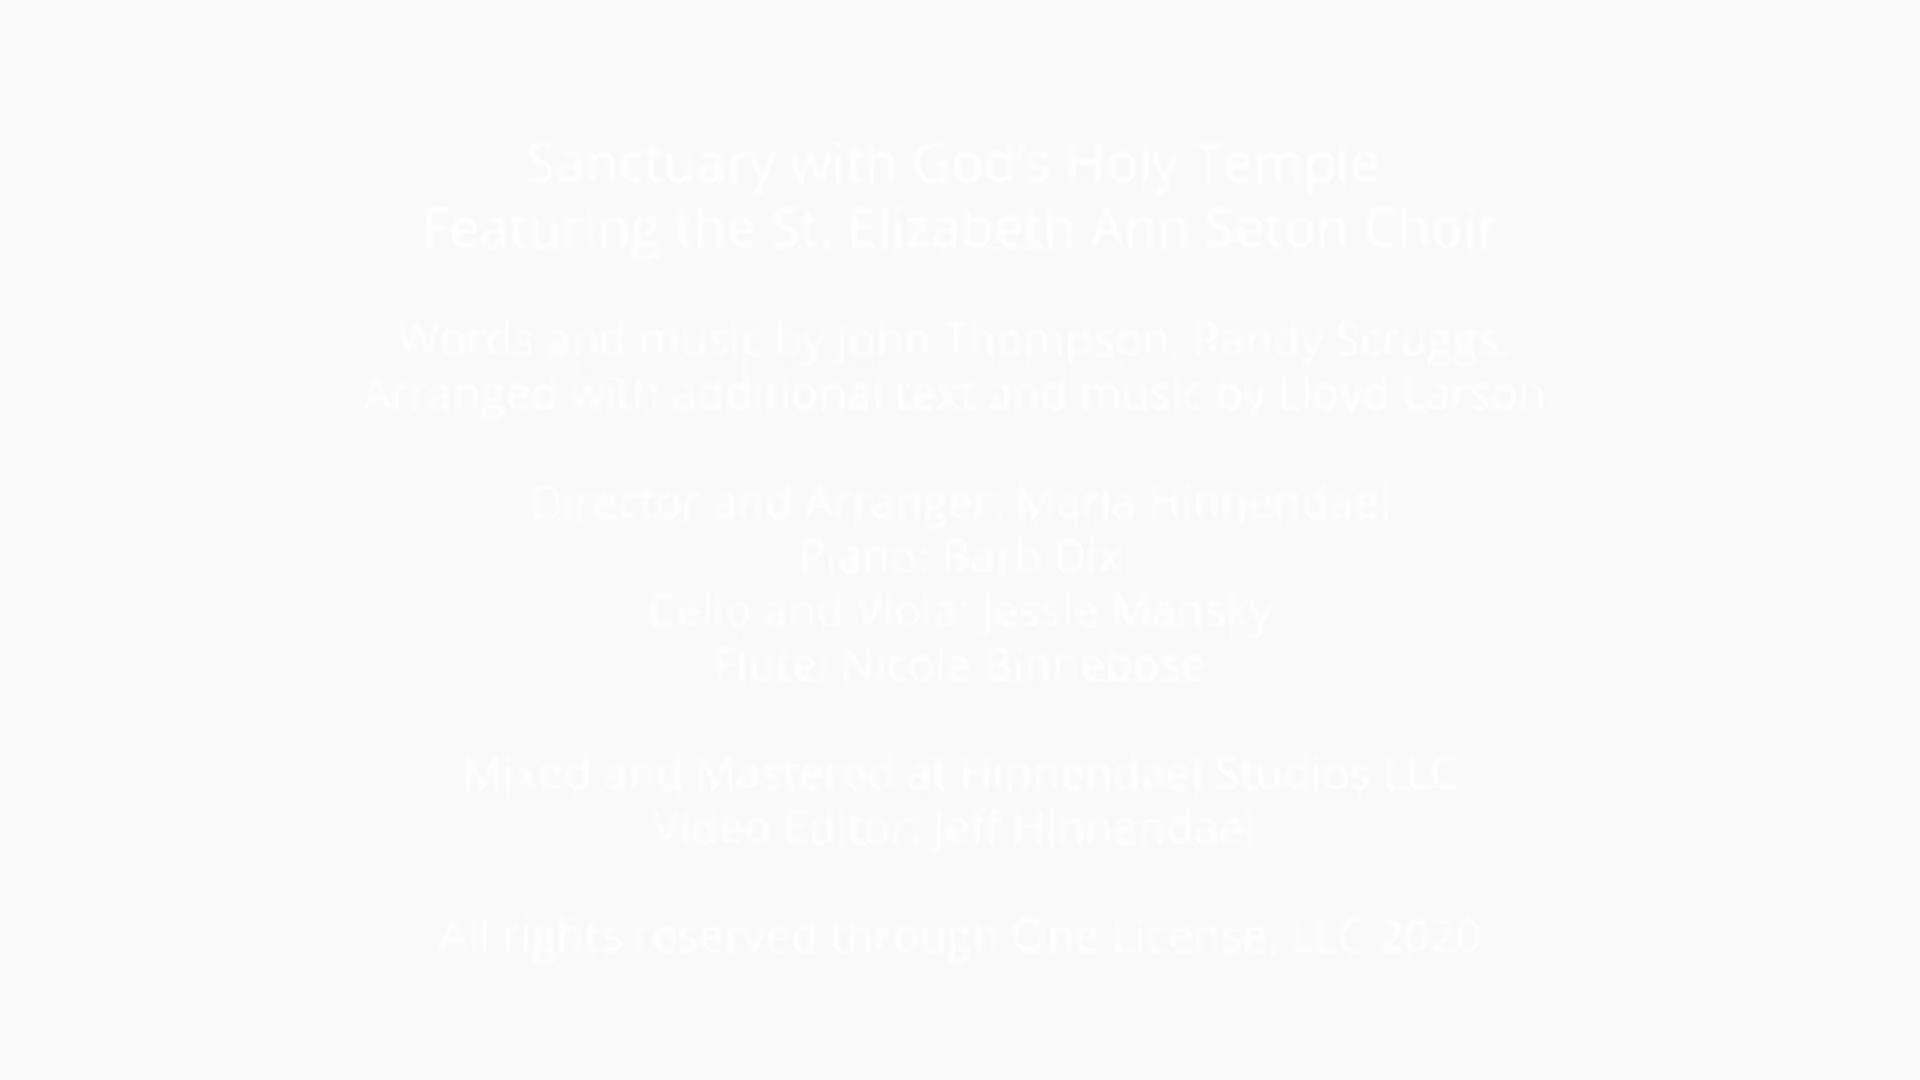 Sanctuary with God's Holy Temple
Featuring the St. Elizabeth Ann Seton Choir
Words and music by John Thompson, Randy Scruggs.
Arranged with additional text and music by Lloyd Larson.
Director and Arranger: Maria Hinnendael
Piano: Barb Dix
Cello and Viola: Jessie Mansky
Flute: Nicole Binnebose
Mixed and Mastered at Hinnendael Studios LLC
Video Editor: Jeff Hinnendael
All rights reserved through One License, LLC 2020